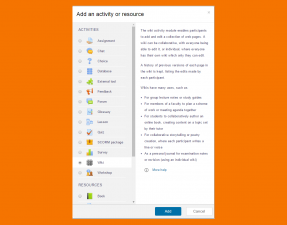 Add an activity or resource
ACTIVITIES
Assignment
Chat
Choice
Database
External tool
Feedback
Forum
Glossary
Lesson
Quiz
SCORM package
Survey
Wiki
Workshop
RESOURCES
Book
The wiki activity module enables participants
to add and edit a collection of web pages. A
wiki can be collaborative, with everyone being
able to edit it, or individual, where everyone
has their own wiki which only they can edit.
A history of previous versions of each page in
the wiki is kept, listing the edits made by
each participant.
Wikis have many uses, such as
For group lecture notes or study guides
For members of a faculty to plan a scheme
of work or meeting agenda together
For students to collaboratively author an
online book, creating content on a topic set
by their tutor
For collaborative storytelling or poetry
creation, where each participant writes a
line or verse
As a personal journal for examination notes
or revision (using an individual wiki)
More help
Add
Cancel